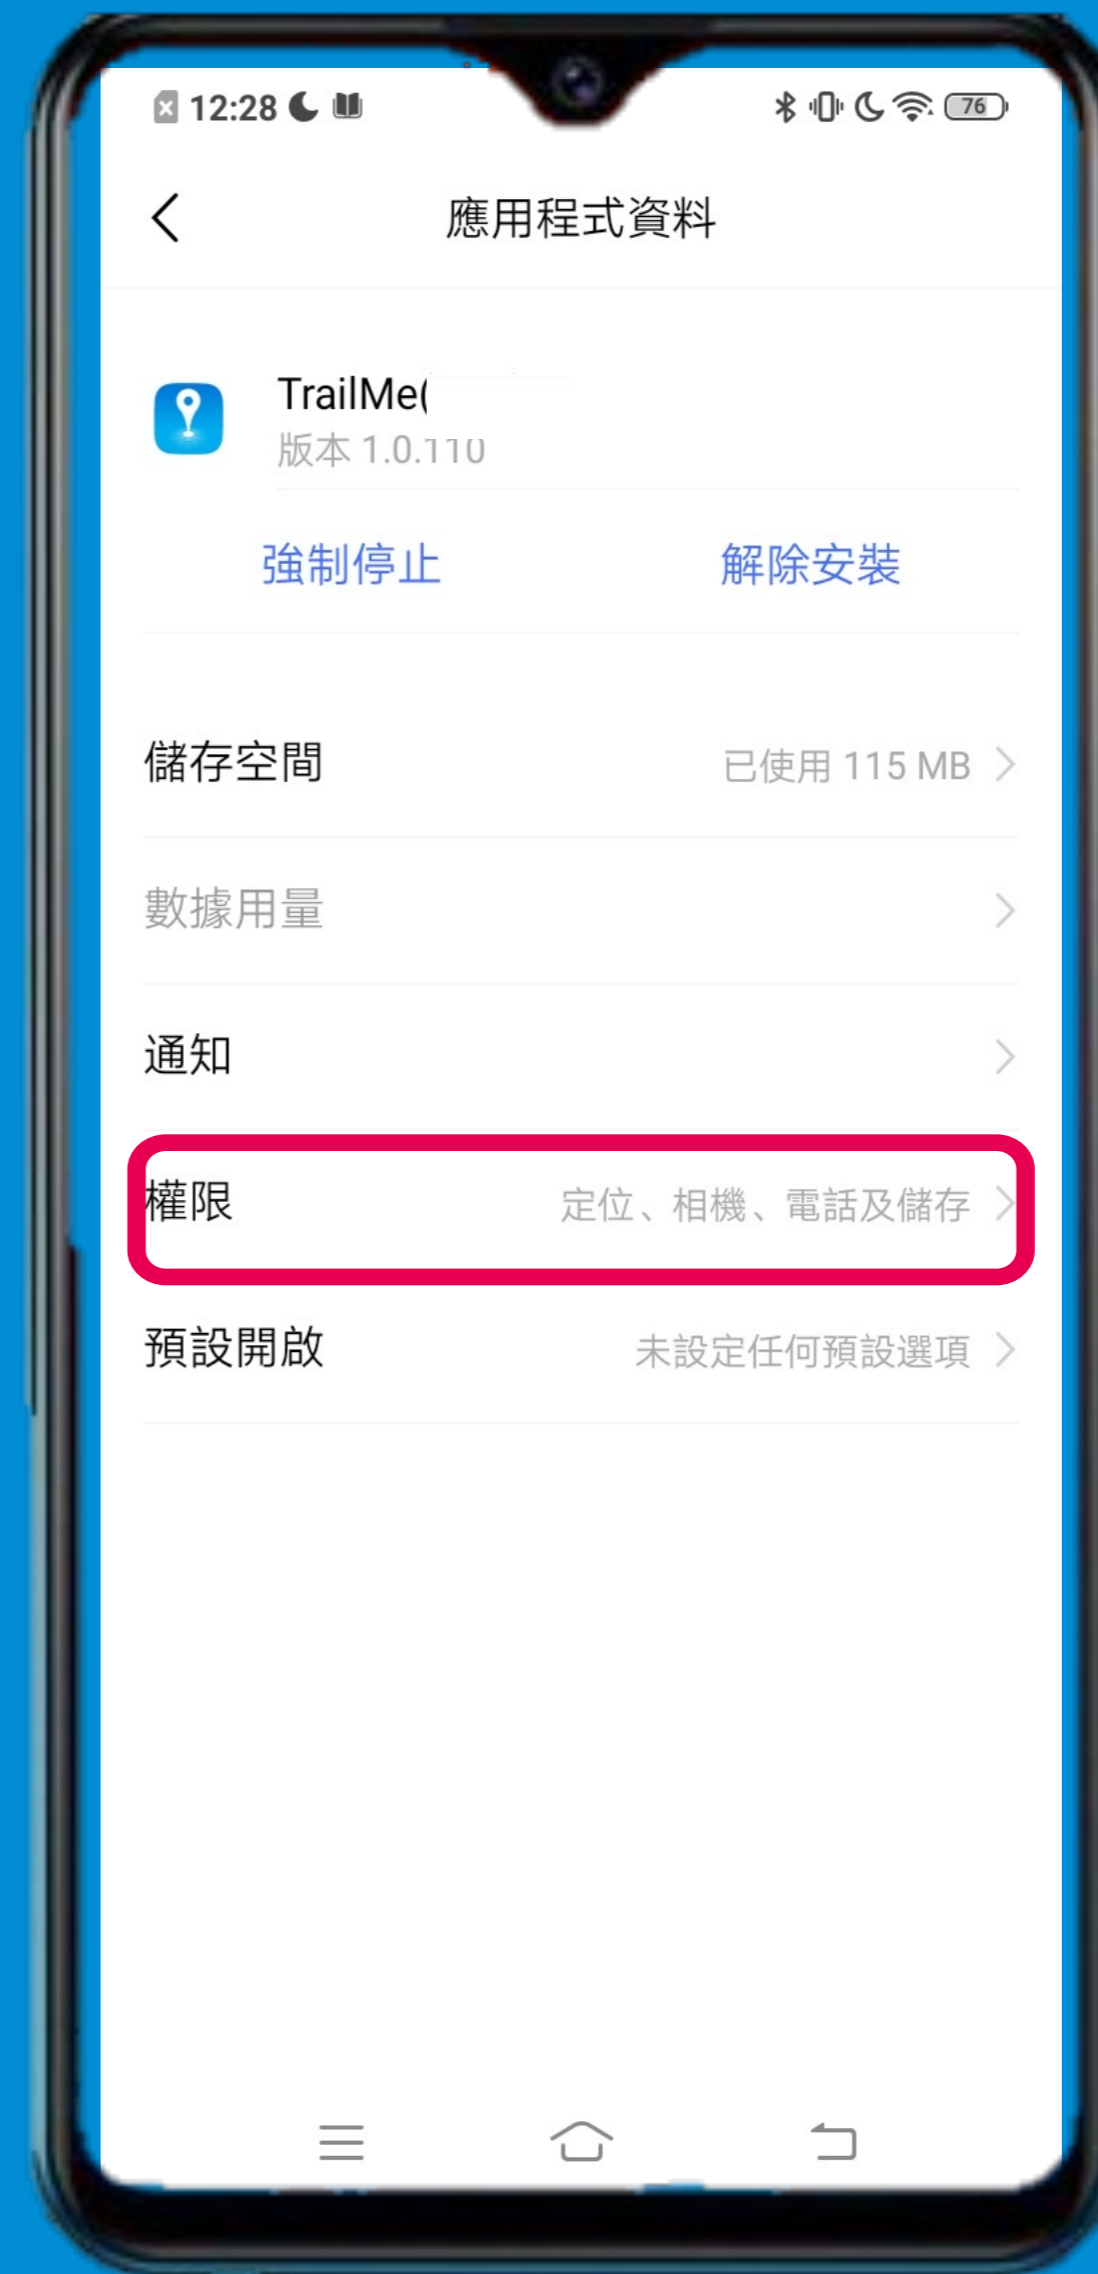 12:28
76
應用程式資料
TrailMe(
版本 1.0.110
強制停止 解除安裝
儲存空間 已使用 115 MB
數據用量
通知
權限 定位、相機、電話及儲存
預設開啟 未設定任何預設選項